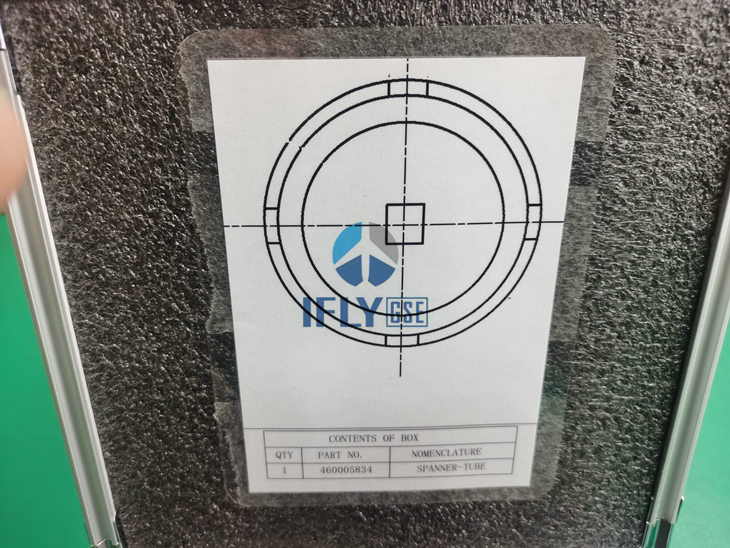 IFLY GSE
CONTENTS OF BOX
QTY PART NO. NOMENCLATURE
1 460005834 SPANNER-TUBE